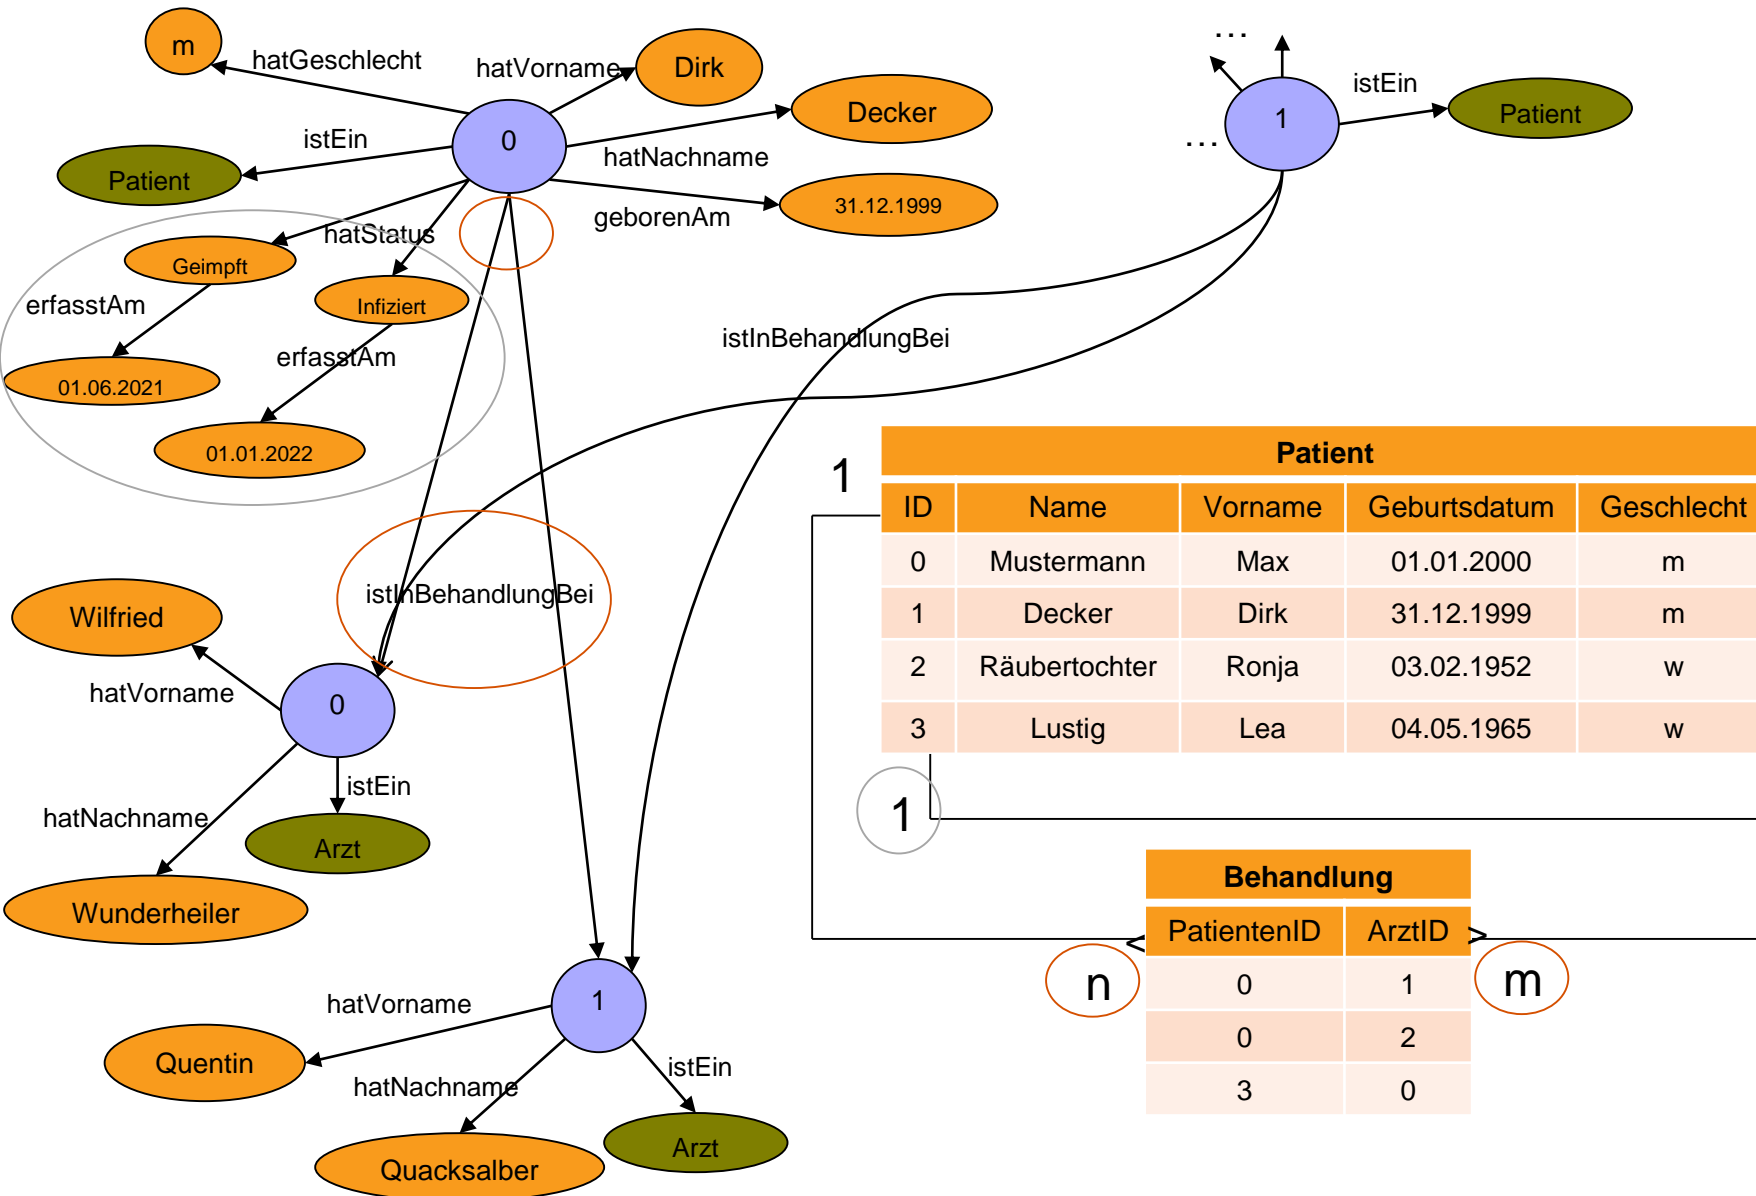 m
hatGeschlecht
hatVorname
Dirk
Decker
istEin
0
hatNachname
Patient
31.12.1999
geborenAm
hatStatus
Geimpft
Infiziert
erfasstAm
erfasstAm
01.06.2021
01.01.2022
...
1
istEin
Patient
...
istInBehandlungBei
istInBehandlungBei
Wilfried
hatVorname
0
istEin
hatNachname
Arzt
Wunderheiler
hatVorname
1
Quentin
istEin
hatNachname
Arzt
Quacksalber
1
Patient
ID Name Vorname Geburtsdatum Geschlecht
0 Mustermann Max 01.01.2000 m
1 Decker Dirk 31.12.1999 m
2 Räubertochter Ronja 03.02.1952 w
3 Lustig Lea 04.05.1965 w
1
Behandlung
< PatientenID ArztID >
n
m
0 1
0 2
3 0